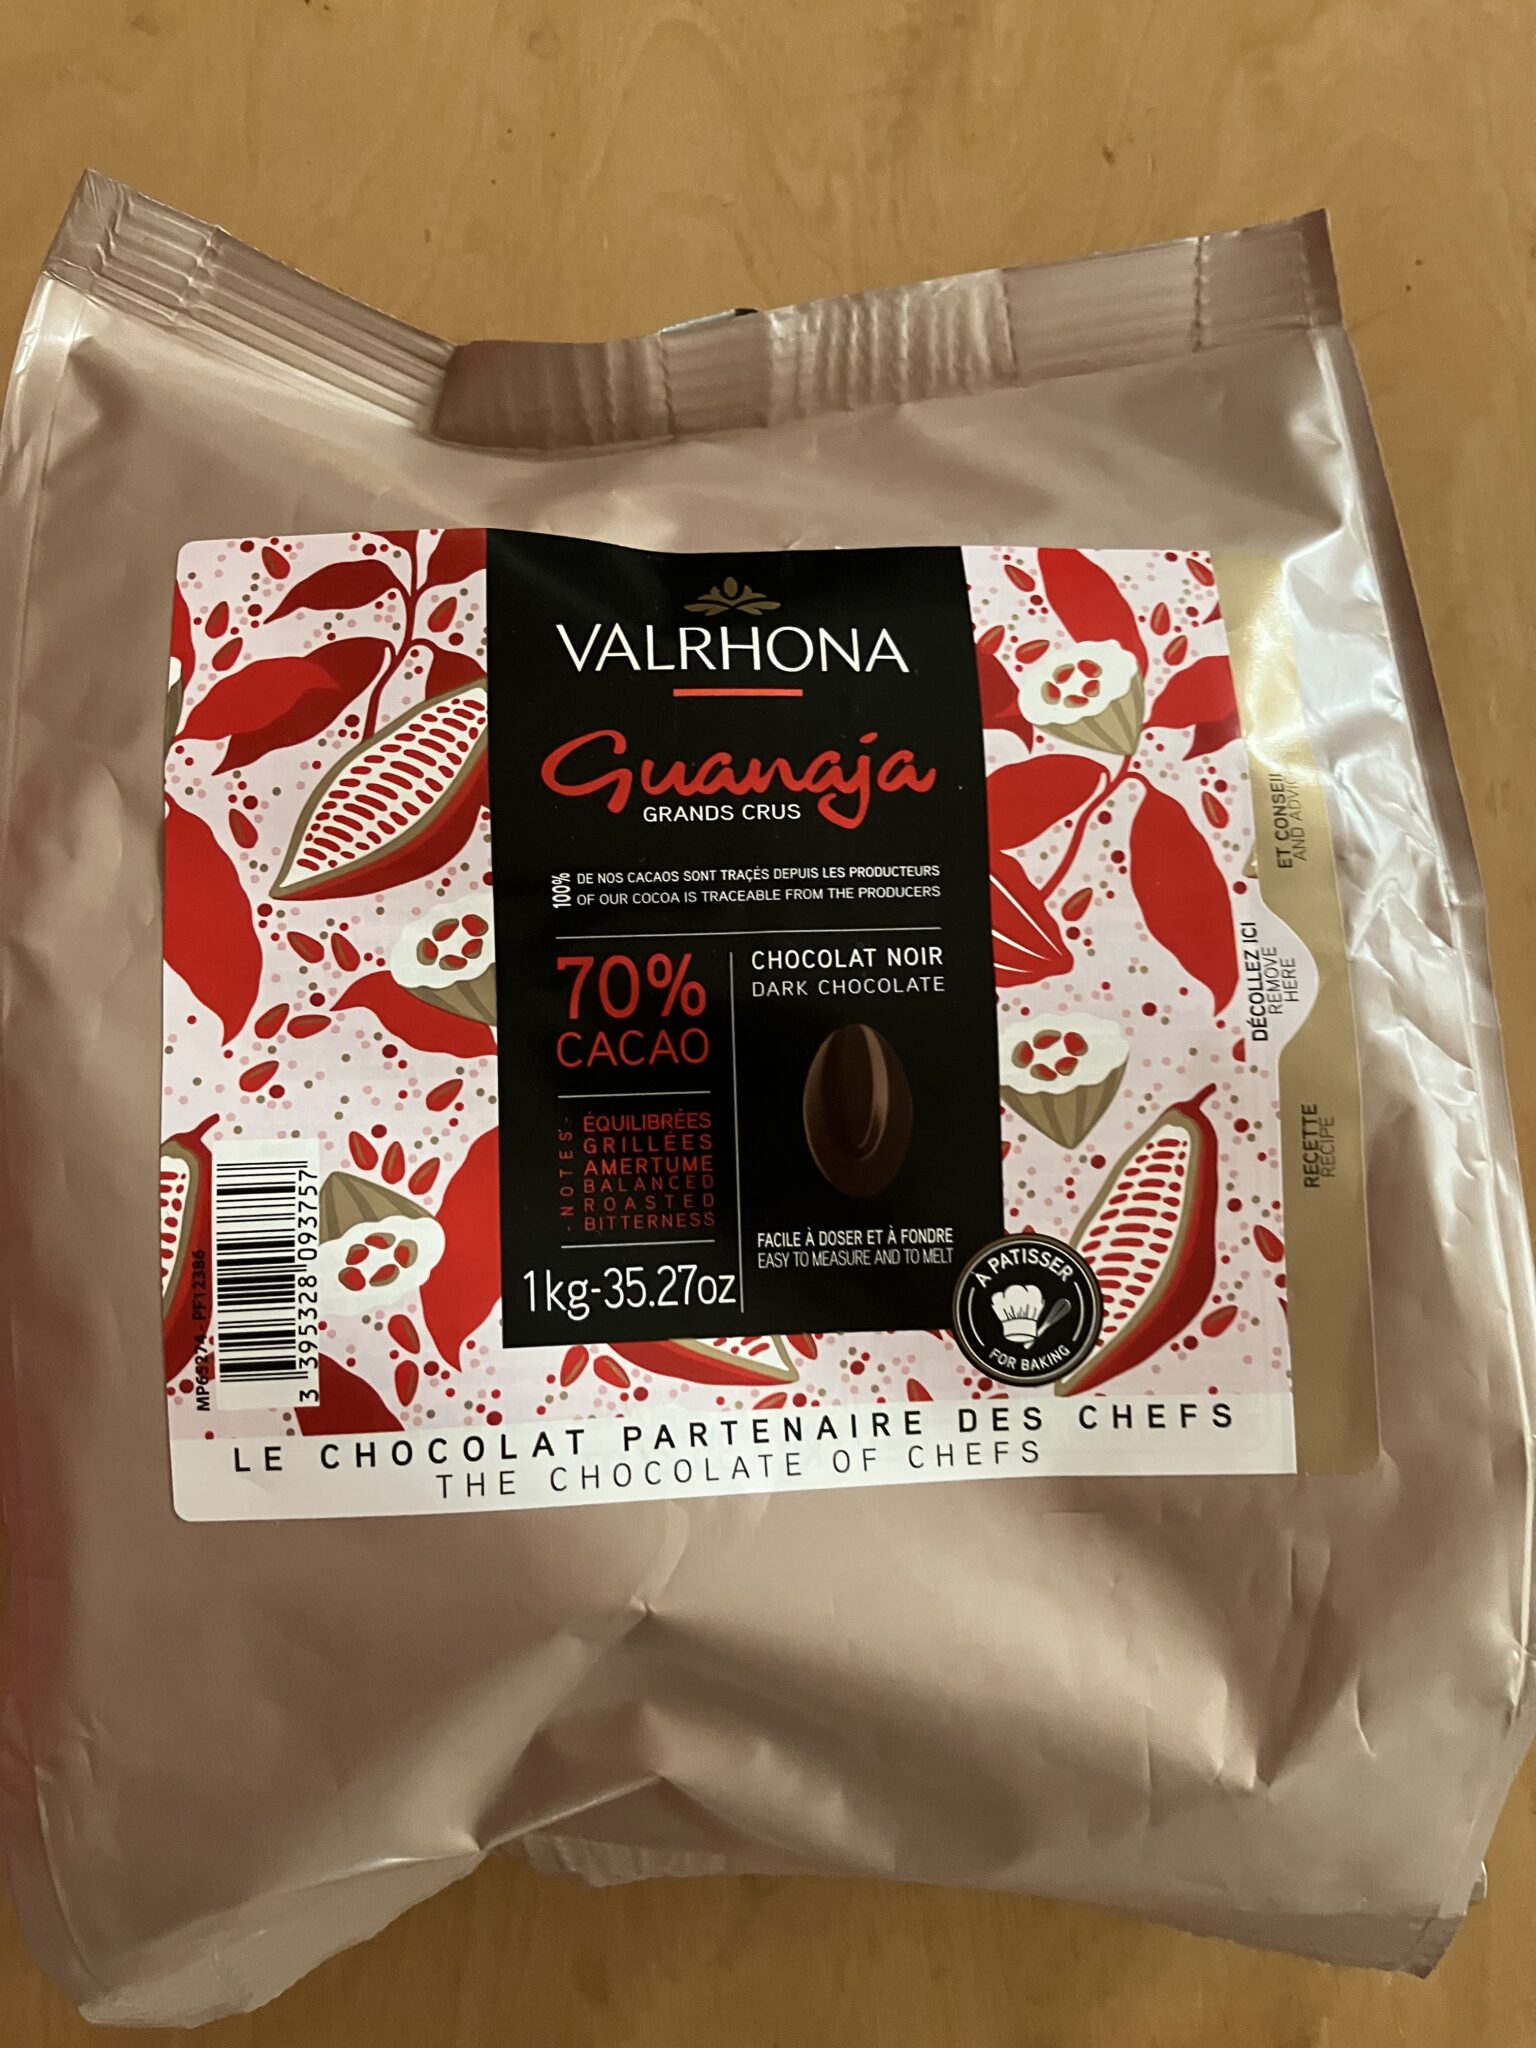 VALRHONA
Guanaja
GRANDS CRUS
100% DE NOS CACAOS SONT TRAÇÉS DEPUIS LES PRODUCTEURS
OF OUR COCOA IS TRACEABLE FROM THE PRODUCERS
70%
CACAO
CHOCOLAT NOIR
DARK CHOCOLATE
- NOTES -
ÉQUILIBRÉES
GRILLÉES
AMERTUME
BALANCED
ROASTED
BITTERNESS
1kg-35.27oz
FACILE À DOSER ET À FONDRE
EASY TO MEASURE AND TO MELT
À PATISSER
FOR BAKING
LE CHOCOLAT PARTENAIRE DES CHEFS
THE CHOCOLATE OF CHEFS
MP65274 - PF12386
3 395328 093757
DÉCOLLEZ ICI
REMOVE
HERE
RECETTE
RECIPE
ET CONSEIL
AND